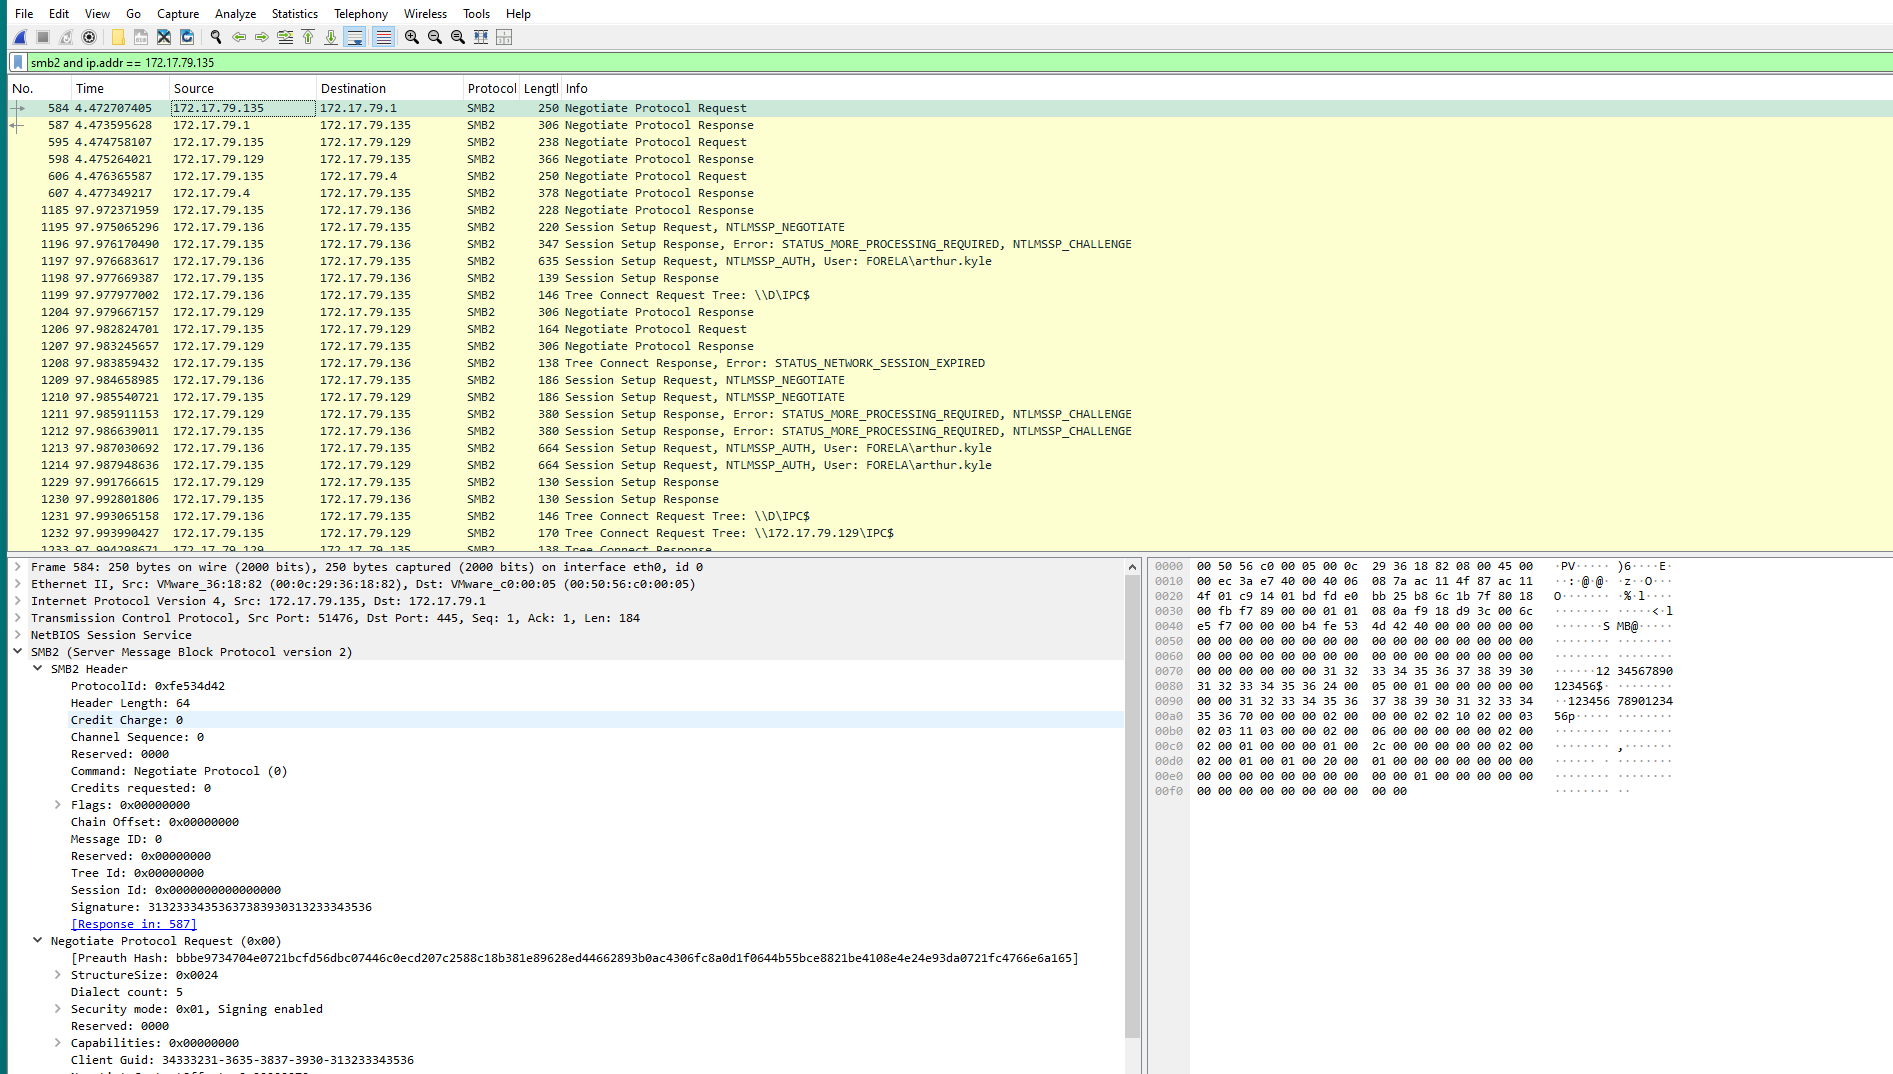 File Edit View Go Capture Analyze Statistics Telephony Wireless Tools Help
smb2 and ip.addr == 172.17.79.135
No. Time Source Destination Protocol Lengtl Info
584 4.472707405 172.17.79.135 172.17.79.1 SMB2 250 Negotiate Protocol Request
587 4.473595628 172.17.79.1 172.17.79.135 SMB2 306 Negotiate Protocol Response
595 4.474758107 172.17.79.135 172.17.79.129 SMB2 238 Negotiate Protocol Request
598 4.475264021 172.17.79.129 172.17.79.135 SMB2 366 Negotiate Protocol Response
606 4.476365587 172.17.79.135 172.17.79.4 SMB2 250 Negotiate Protocol Request
607 4.477349217 172.17.79.4 172.17.79.135 SMB2 378 Negotiate Protocol Response
1185 97.972371959 172.17.79.135 172.17.79.136 SMB2 228 Negotiate Protocol Response
1195 97.975065296 172.17.79.136 172.17.79.135 SMB2 220 Session Setup Request, NTLMSSP_NEGOTIATE
1196 97.976170490 172.17.79.135 172.17.79.136 SMB2 347 Session Setup Response, Error: STATUS_MORE_PROCESSING_REQUIRED, NTLMSSP_CHALLENGE
1197 97.976683617 172.17.79.136 172.17.79.135 SMB2 635 Session Setup Request, NTLMSSP_AUTH, User: FORELA\arthur.kyle
1198 97.977669387 172.17.79.135 172.17.79.136 SMB2 139 Session Setup Response
1199 97.977977002 172.17.79.136 172.17.79.135 SMB2 146 Tree Connect Request Tree: \\D\IPC$
1204 97.979667157 172.17.79.129 172.17.79.135 SMB2 306 Negotiate Protocol Response
1206 97.982824701 172.17.79.135 172.17.79.129 SMB2 164 Negotiate Protocol Request
1207 97.983245657 172.17.79.129 172.17.79.135 SMB2 306 Negotiate Protocol Response
1208 97.983859432 172.17.79.135 172.17.79.136 SMB2 138 Tree Connect Response, Error: STATUS_NETWORK_SESSION_EXPIRED
1209 97.984658985 172.17.79.136 172.17.79.135 SMB2 186 Session Setup Request, NTLMSSP_NEGOTIATE
1210 97.985540721 172.17.79.135 172.17.79.129 SMB2 186 Session Setup Request, NTLMSSP_NEGOTIATE
1211 97.985911153 172.17.79.129 172.17.79.135 SMB2 380 Session Setup Response, Error: STATUS_MORE_PROCESSING_REQUIRED, NTLMSSP_CHALLENGE
1212 97.986639011 172.17.79.135 172.17.79.136 SMB2 380 Session Setup Response, Error: STATUS_MORE_PROCESSING_REQUIRED, NTLMSSP_CHALLENGE
1213 97.987030692 172.17.79.136 172.17.79.135 SMB2 664 Session Setup Request, NTLMSSP_AUTH, User: FORELA\arthur.kyle
1214 97.987948636 172.17.79.135 172.17.79.129 SMB2 664 Session Setup Request, NTLMSSP_AUTH, User: FORELA\arthur.kyle
1229 97.991766615 172.17.79.129 172.17.79.135 SMB2 130 Session Setup Response
1230 97.992801806 172.17.79.135 172.17.79.136 SMB2 130 Session Setup Response
1231 97.993065158 172.17.79.136 172.17.79.135 SMB2 146 Tree Connect Request Tree: \\D\IPC$
1232 97.993990427 172.17.79.135 172.17.79.129 SMB2 170 Tree Connect Request Tree: \\172.17.79.129\IPC$
1233 97.994298671 172.17.79.129 172.17.79.135 SMB2 138 Tree Connect Response
Frame 584: 250 bytes on wire (2000 bits), 250 bytes captured (2000 bits) on interface eth0, id 0
Ethernet II, Src: VMware_36:18:82 (00:0c:29:36:18:82), Dst: VMware_c0:00:05 (00:50:56:c0:00:05)
Internet Protocol Version 4, Src: 172.17.79.135, Dst: 172.17.79.1
Transmission Control Protocol, Src Port: 51476, Dst Port: 445, Seq: 1, Ack: 1, Len: 184
NetBIOS Session Service
SMB2 (Server Message Block Protocol version 2)
SMB2 Header
ProtocolId: 0xfe534d42
Header Length: 64
Credit Charge: 0
Channel Sequence: 0
Reserved: 0000
Command: Negotiate Protocol (0)
Credits requested: 0
Flags: 0x00000000
Chain Offset: 0x00000000
Message ID: 0
Reserved: 0x00000000
Tree Id: 0x00000000
Session Id: 0x0000000000000000
Signature: 31323334353637383930313233343536
[Response in: 587]
Negotiate Protocol Request (0x00)
[Preauth Hash: bbbe9734704e0721bcfd56dbc07446c0ecd207c2588c18b381e89628ed44662893b0ac4306fc8a0d1f0644b55bce8821be4108e4e24e93da0721fc4766e6a165]
StructureSize: 0x0024
Dialect count: 5
Security mode: 0x01, Signing enabled
Reserved: 0000
Capabilities: 0x00000000
Client Guid: 34333231-3635-3837-3930-313233343536
0000 00 50 56 c0 00 05 00 0c 29 36 18 82 08 00 45 00 ·PV····· )6····E·
0010 00 ec 3a e7 40 00 40 06 08 7a ac 11 4f 87 ac 11 ··:·@·@· ·z··O···
0020 4f 01 c9 14 01 bd fd e0 bb 25 b8 6c 1b 7f 80 18 O······· ·%·l····
0030 00 fb f7 89 00 00 01 01 08 0a f9 18 d9 3c 00 6c ········ ·····<·l
0040 e5 f7 00 00 00 b4 fe 53 4d 42 40 00 00 00 00 00 ·······S MB@·····
0050 00 00 00 00 00 00 00 00 00 00 00 00 00 00 00 00 ········ ········
0060 00 00 00 00 00 00 00 00 00 00 00 00 00 00 00 00 ········ ········
0070 00 00 00 00 00 00 31 32 33 34 35 36 37 38 39 30 ······12 34567890
0080 31 32 33 34 35 36 24 00 05 00 01 00 00 00 00 00 123456$· ········
0090 00 00 31 32 33 34 35 36 37 38 39 30 31 32 33 34 ··123456 78901234
00a0 35 36 70 00 00 00 02 00 00 00 02 02 10 02 00 03 56p····· ········
00b0 02 03 11 03 00 00 02 00 06 00 00 00 00 00 02 00 ········ ········
00c0 02 00 01 00 00 00 01 00 2c 00 00 00 00 00 02 00 ········ ,·······
00d0 02 00 01 00 01 00 20 00 01 00 00 00 00 00 00 00 ······ · ········
00e0 00 00 00 00 00 00 00 00 00 00 01 00 00 00 00 00 ········ ········
00f0 00 00 00 00 00 00 00 00 00 00 ········ ··